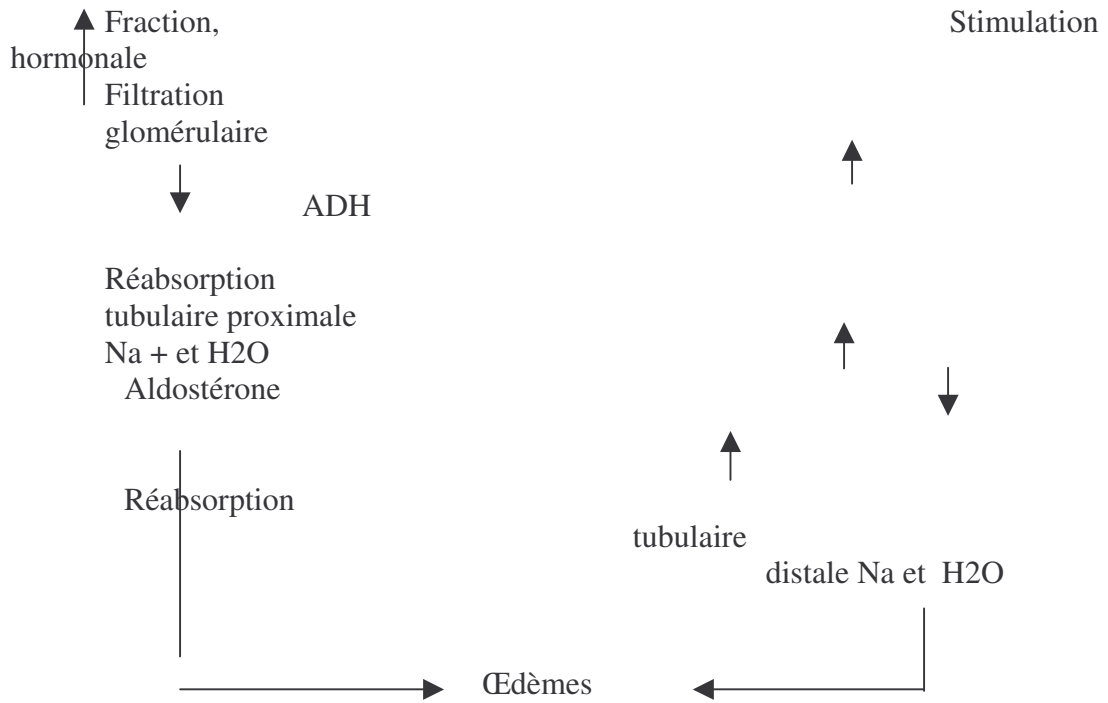 Fraction, Stimulation
hormonale
Filtration
glomérulaire
ADH
Réabsorption
tubulaire proximale
Na + et H2O
Aldostérone
Réabsorption
tubulaire
distale Na et H2O
Œdèmes